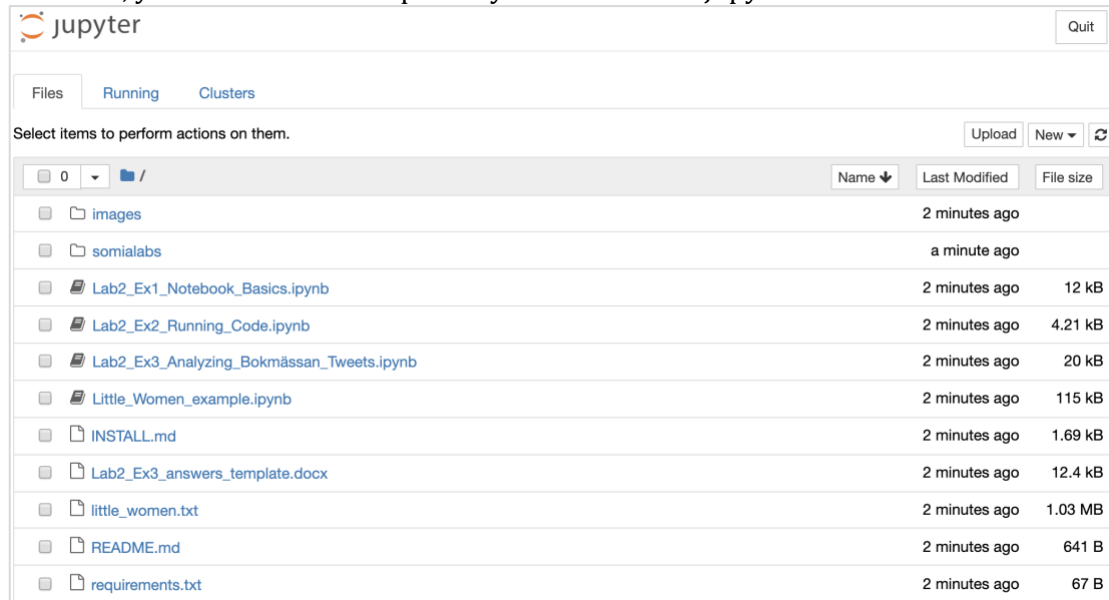 jupyter
Quit
Files Running Clusters
Select items to perform actions on them.
Upload New
0 /
Name Last Modified File size
images 2 minutes ago
somialabs a minute ago
Lab2_Ex1_Notebook_Basics.ipynb 2 minutes ago 12 kB
Lab2_Ex2_Running_Code.ipynb 2 minutes ago 4.21 kB
Lab2_Ex3_Analyzing_Bokmässan_Tweets.ipynb 2 minutes ago 20 kB
Little_Women_example.ipynb 2 minutes ago 115 kB
INSTALL.md 2 minutes ago 1.69 kB
Lab2_Ex3_answers_template.docx 2 minutes ago 12.4 kB
little_women.txt 2 minutes ago 1.03 MB
README.md 2 minutes ago 641 B
requirements.txt 2 minutes ago 67 B